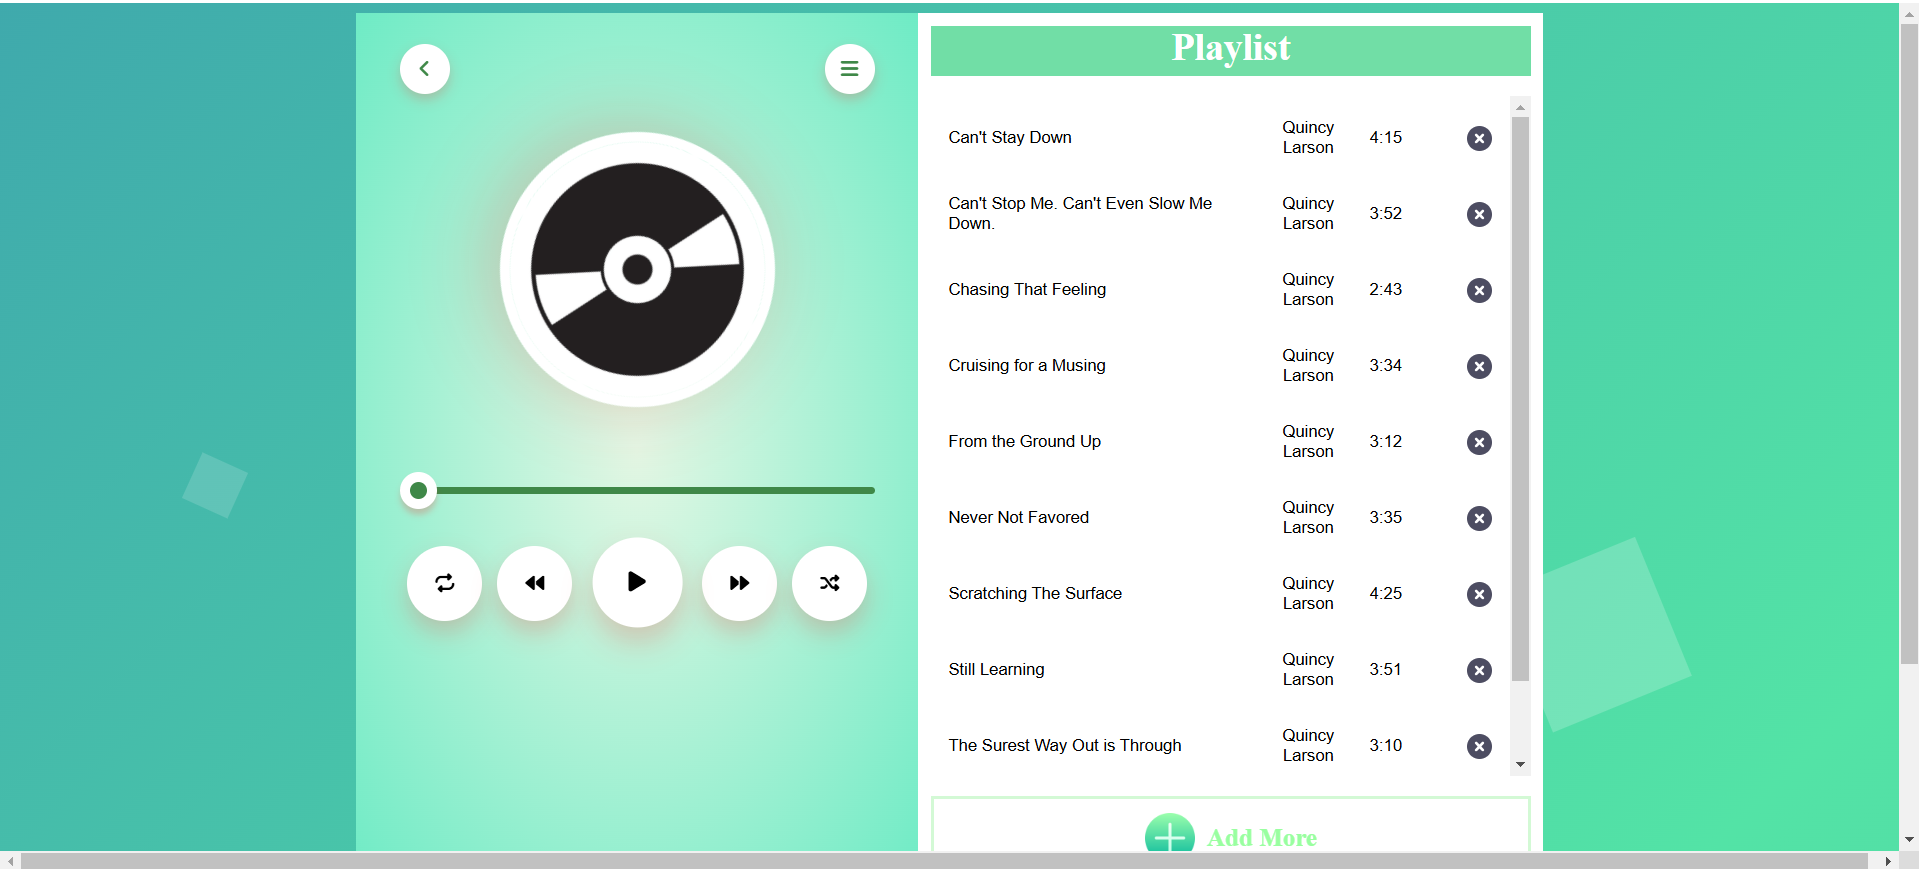 Playlist
Can't Stay Down
Quincy
Larson
4:15
Can't Stop Me. Can't Even Slow Me
Down.
Quincy
Larson
3:52
Chasing That Feeling
Quincy
Larson
2:43
Cruising for a Musing
Quincy
Larson
3:34
From the Ground Up
Quincy
Larson
3:12
Never Not Favored
Quincy
Larson
3:35
Scratching The Surface
Quincy
Larson
4:25
Still Learning
Quincy
Larson
3:51
The Surest Way Out is Through
Quincy
Larson
3:10
Add More